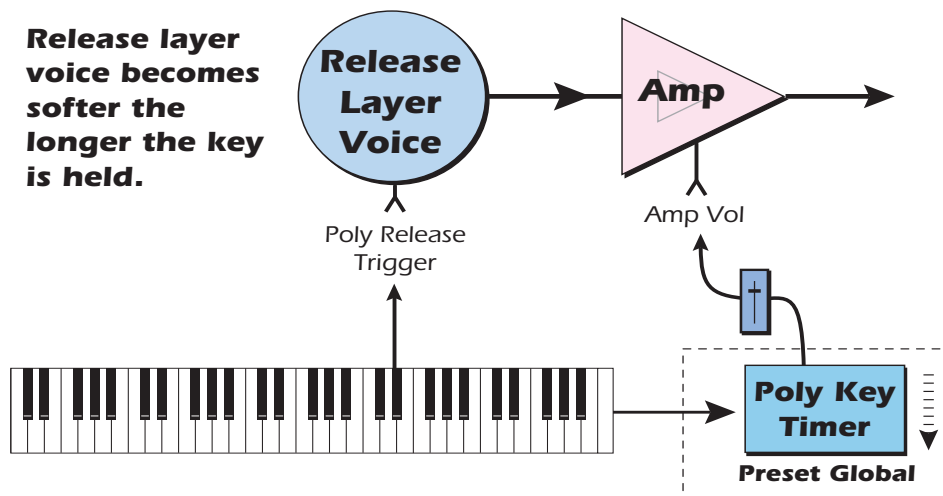 Release layer
voice becomes
softer the
longer the key
is held.
Release
Layer
Voice
Amp
Poly Release
Trigger
Amp Vol
Poly Key
Timer
Preset Global